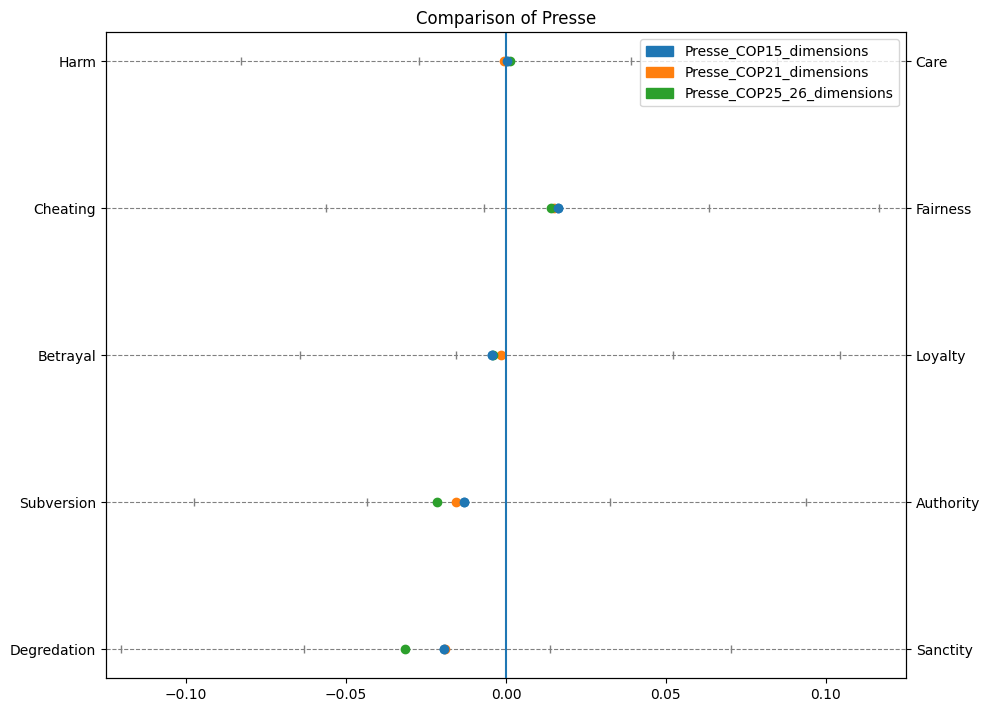 Comparison of Presse
Harm
Care
Presse_COP15_dimensions
Presse_COP21_dimensions
Presse_COP25_26_dimensions
Cheating
Fairness
Betrayal
Loyalty
Subversion
Authority
Degredation
Sanctity
−0.10
−0.05
0.00
0.05
0.10